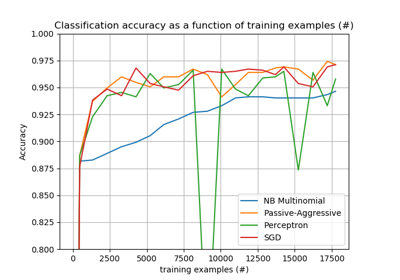 Classification accuracy as a function of training examples (#)
1.000
0.975
0.950
0.925
0.900
0.875
0.850
0.825
0.800
Accuracy
NB Multinomial
Passive-Aggressive
Perceptron
SGD
0 2500 5000 7500 10000 12500 15000 17500
training examples (#)